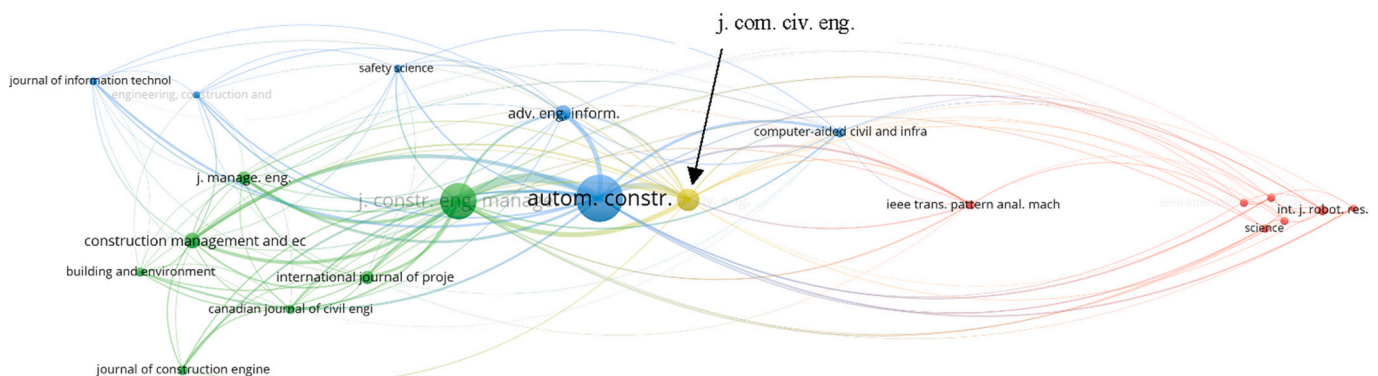 j. com. civ. eng.
safety science
journal of information technol
engineering, construction and
adv. eng. inform.
computer-aided civil and infra
j. manage. eng.
j. constr. eng. manage
autom. constr.
eng.
ieee trans. pattern anal. mach
int. j. robot. res.
science
construction management and ec
building and environment
international journal of proje
canadian journal of civil engi
journal of construction engine